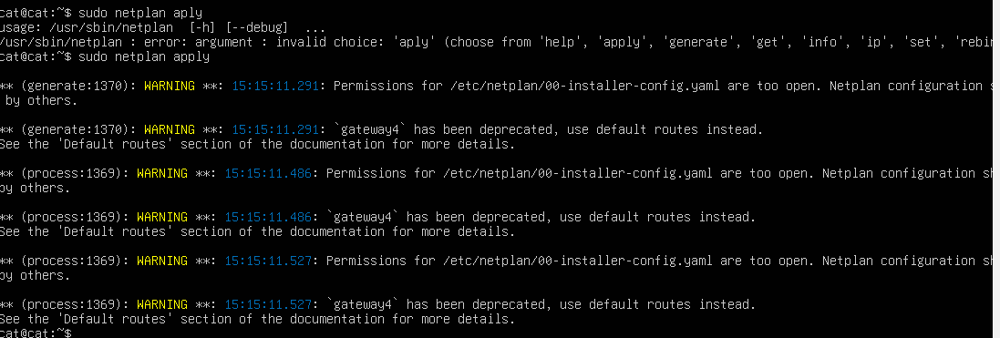 cat@cat:~$ sudo netplan aply
usage: /usr/sbin/netplan  [-h] [--debug]  ...
/usr/sbin/netplan : error: argument : invalid choice: 'aply' (choose from 'help', 'apply', 'generate', 'get', 'info', 'ip', 'set', 'rebi
cat@cat:~$ sudo netplan apply
** (generate:1370): WARNING **: 15:15:11.291: Permissions for /etc/netplan/00-installer-config.yaml are too open. Netplan configuration s
 by others.
** (generate:1370): WARNING **: 15:15:11.291: `gateway4` has been deprecated, use default routes instead.
See the 'Default routes' section of the documentation for more details.
** (process:1369): WARNING **: 15:15:11.486: Permissions for /etc/netplan/00-installer-config.yaml are too open. Netplan configuration sh
by others.
** (process:1369): WARNING **: 15:15:11.486: `gateway4` has been deprecated, use default routes instead.
See the 'Default routes' section of the documentation for more details.
** (process:1369): WARNING **: 15:15:11.527: Permissions for /etc/netplan/00-installer-config.yaml are too open. Netplan configuration sh
by others.
** (process:1369): WARNING **: 15:15:11.527: `gateway4` has been deprecated, use default routes instead.
See the 'Default routes' section of the documentation for more details.
cat@cat:~$